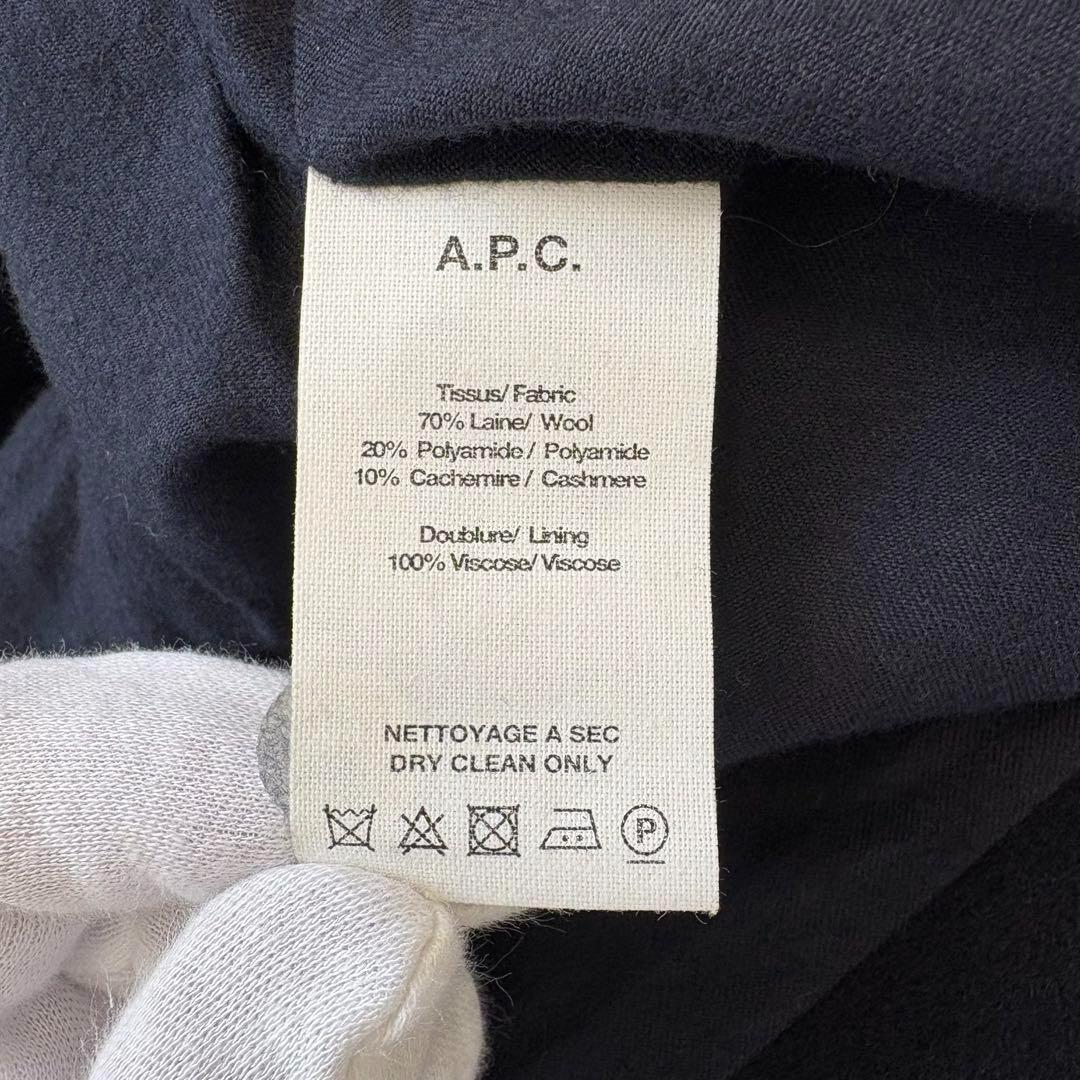 A.P.C.
Tissus/ Fabric
70% Laine/ Wool
20% Polyamide/ Polyamide
10% Cachemire/ Cashmere
Doublure/ Lining
100% Viscose/ Viscose
NETTOYAGE A SEC
DRY CLEAN ONLY
P